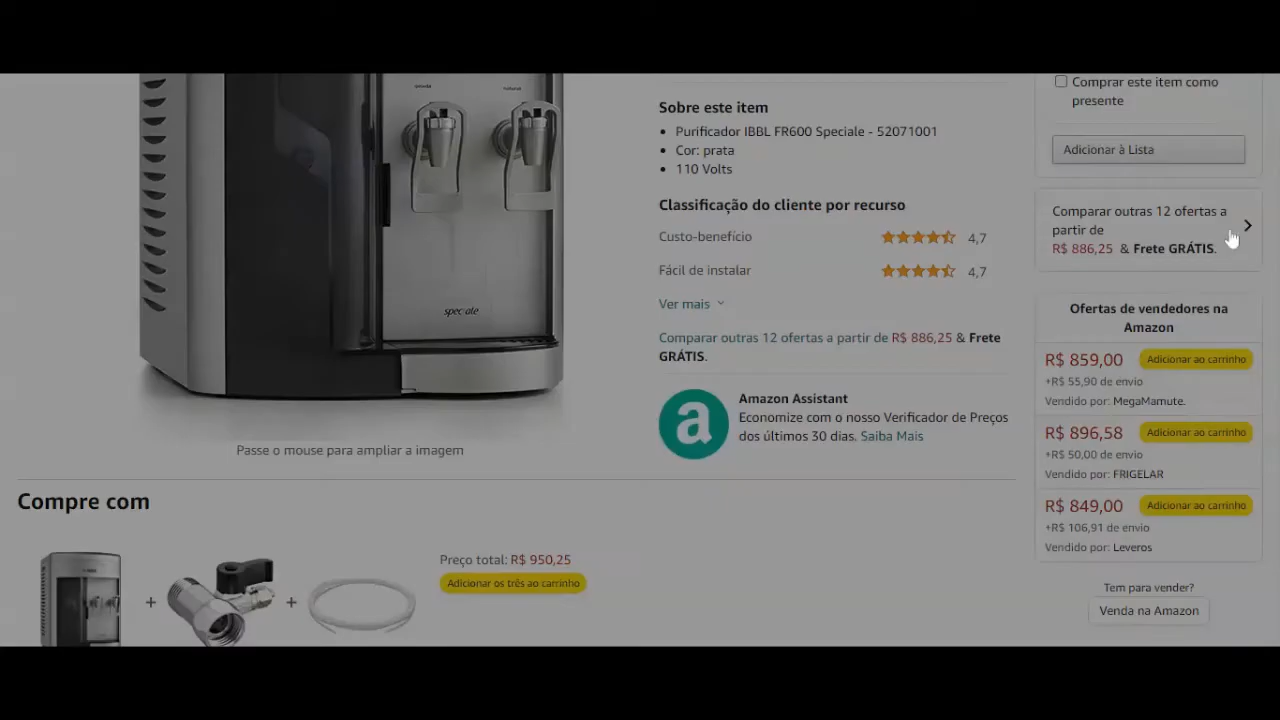 speciale
Passe o mouse para ampliar a imagem
Sobre este item
Purificador IBBL FR600 Speciale - 52071001
Cor: prata
110 Volts
Classificação do cliente por recurso
Custo-benefício 4,7
Fácil de instalar 4,7
Ver mais
Comparar outras 12 ofertas a partir de R$ 886,25 & Frete
GRÁTIS.
a
Amazon Assistant
Economize com o nosso Verificador de Preços
dos últimos 30 dias. Saiba Mais
Comprar este item como
presente
Adicionar à Lista
Comparar outras 12 ofertas a
partir de
R$ 886,25 & Frete GRÁTIS.
Ofertas de vendedores na
Amazon
R$ 859,00 Adicionar ao carrinho
+R$ 55,90 de envio
Vendido por: MegaMamute.
R$ 896,58 Adicionar ao carrinho
+R$ 50,00 de envio
Vendido por: FRIGELAR
R$ 849,00 Adicionar ao carrinho
+R$ 106,91 de envio
Vendido por: Leveros
Tem para vender?
Venda na Amazon
Compre com
+ +
Preço total: R$ 950,25
Adicionar os três ao carrinho